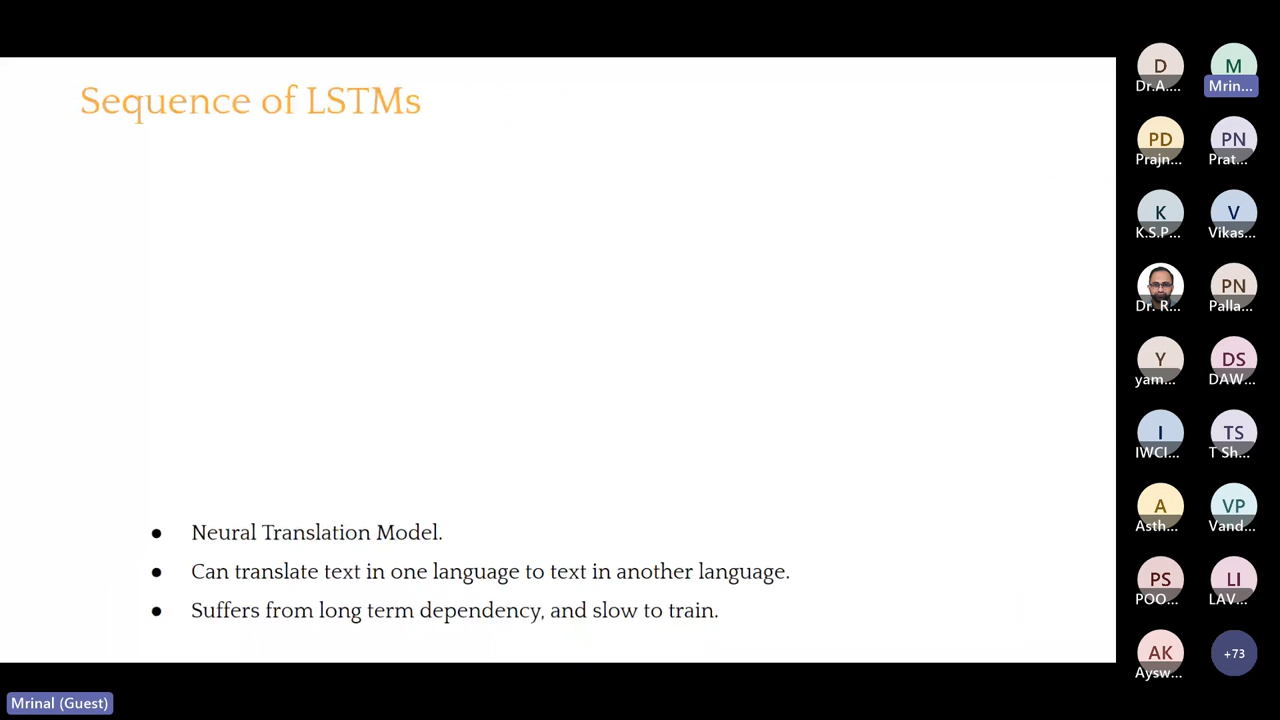 Sequence of LSTMs
● Neural Translation Model.
● Can translate text in one language to text in another language.
● Suffers from long term dependency, and slow to train.
D
Dr.A....
M
Mrin...
PD
Prajn...
PN
Prat...
K
K.S.P...
V
Vikas...
Dr. R...
PN
Palla...
Y
yam...
DS
DAW...
I
IWCI...
TS
T Sh...
A
Asth...
VP
Vand...
PS
POO...
LI
LAV...
AK
Aysw...
+73
Mrinal (Guest)